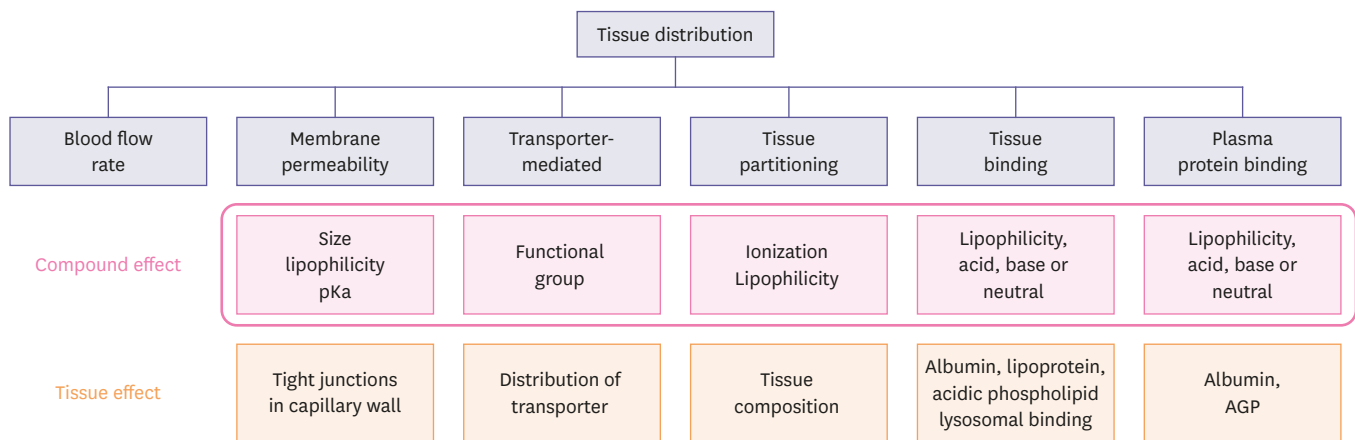 Tissue distribution
Blood flow
rate
Membrane
permeability
Transporter-
mediated
Tissue
partitioning
Tissue
binding
Plasma
protein binding
Compound effect
Size
lipophilicity
pKa
Functional
group
Ionization
Lipophilicity
Lipophilicity,
acid, base or
neutral
Lipophilicity,
acid, base or
neutral
Tissue effect
Tight junctions
in capillary wall
Distribution of
transporter
Tissue
composition
Albumin, lipoprotein,
acidic phospholipid
lysosomal binding
Albumin,
AGP